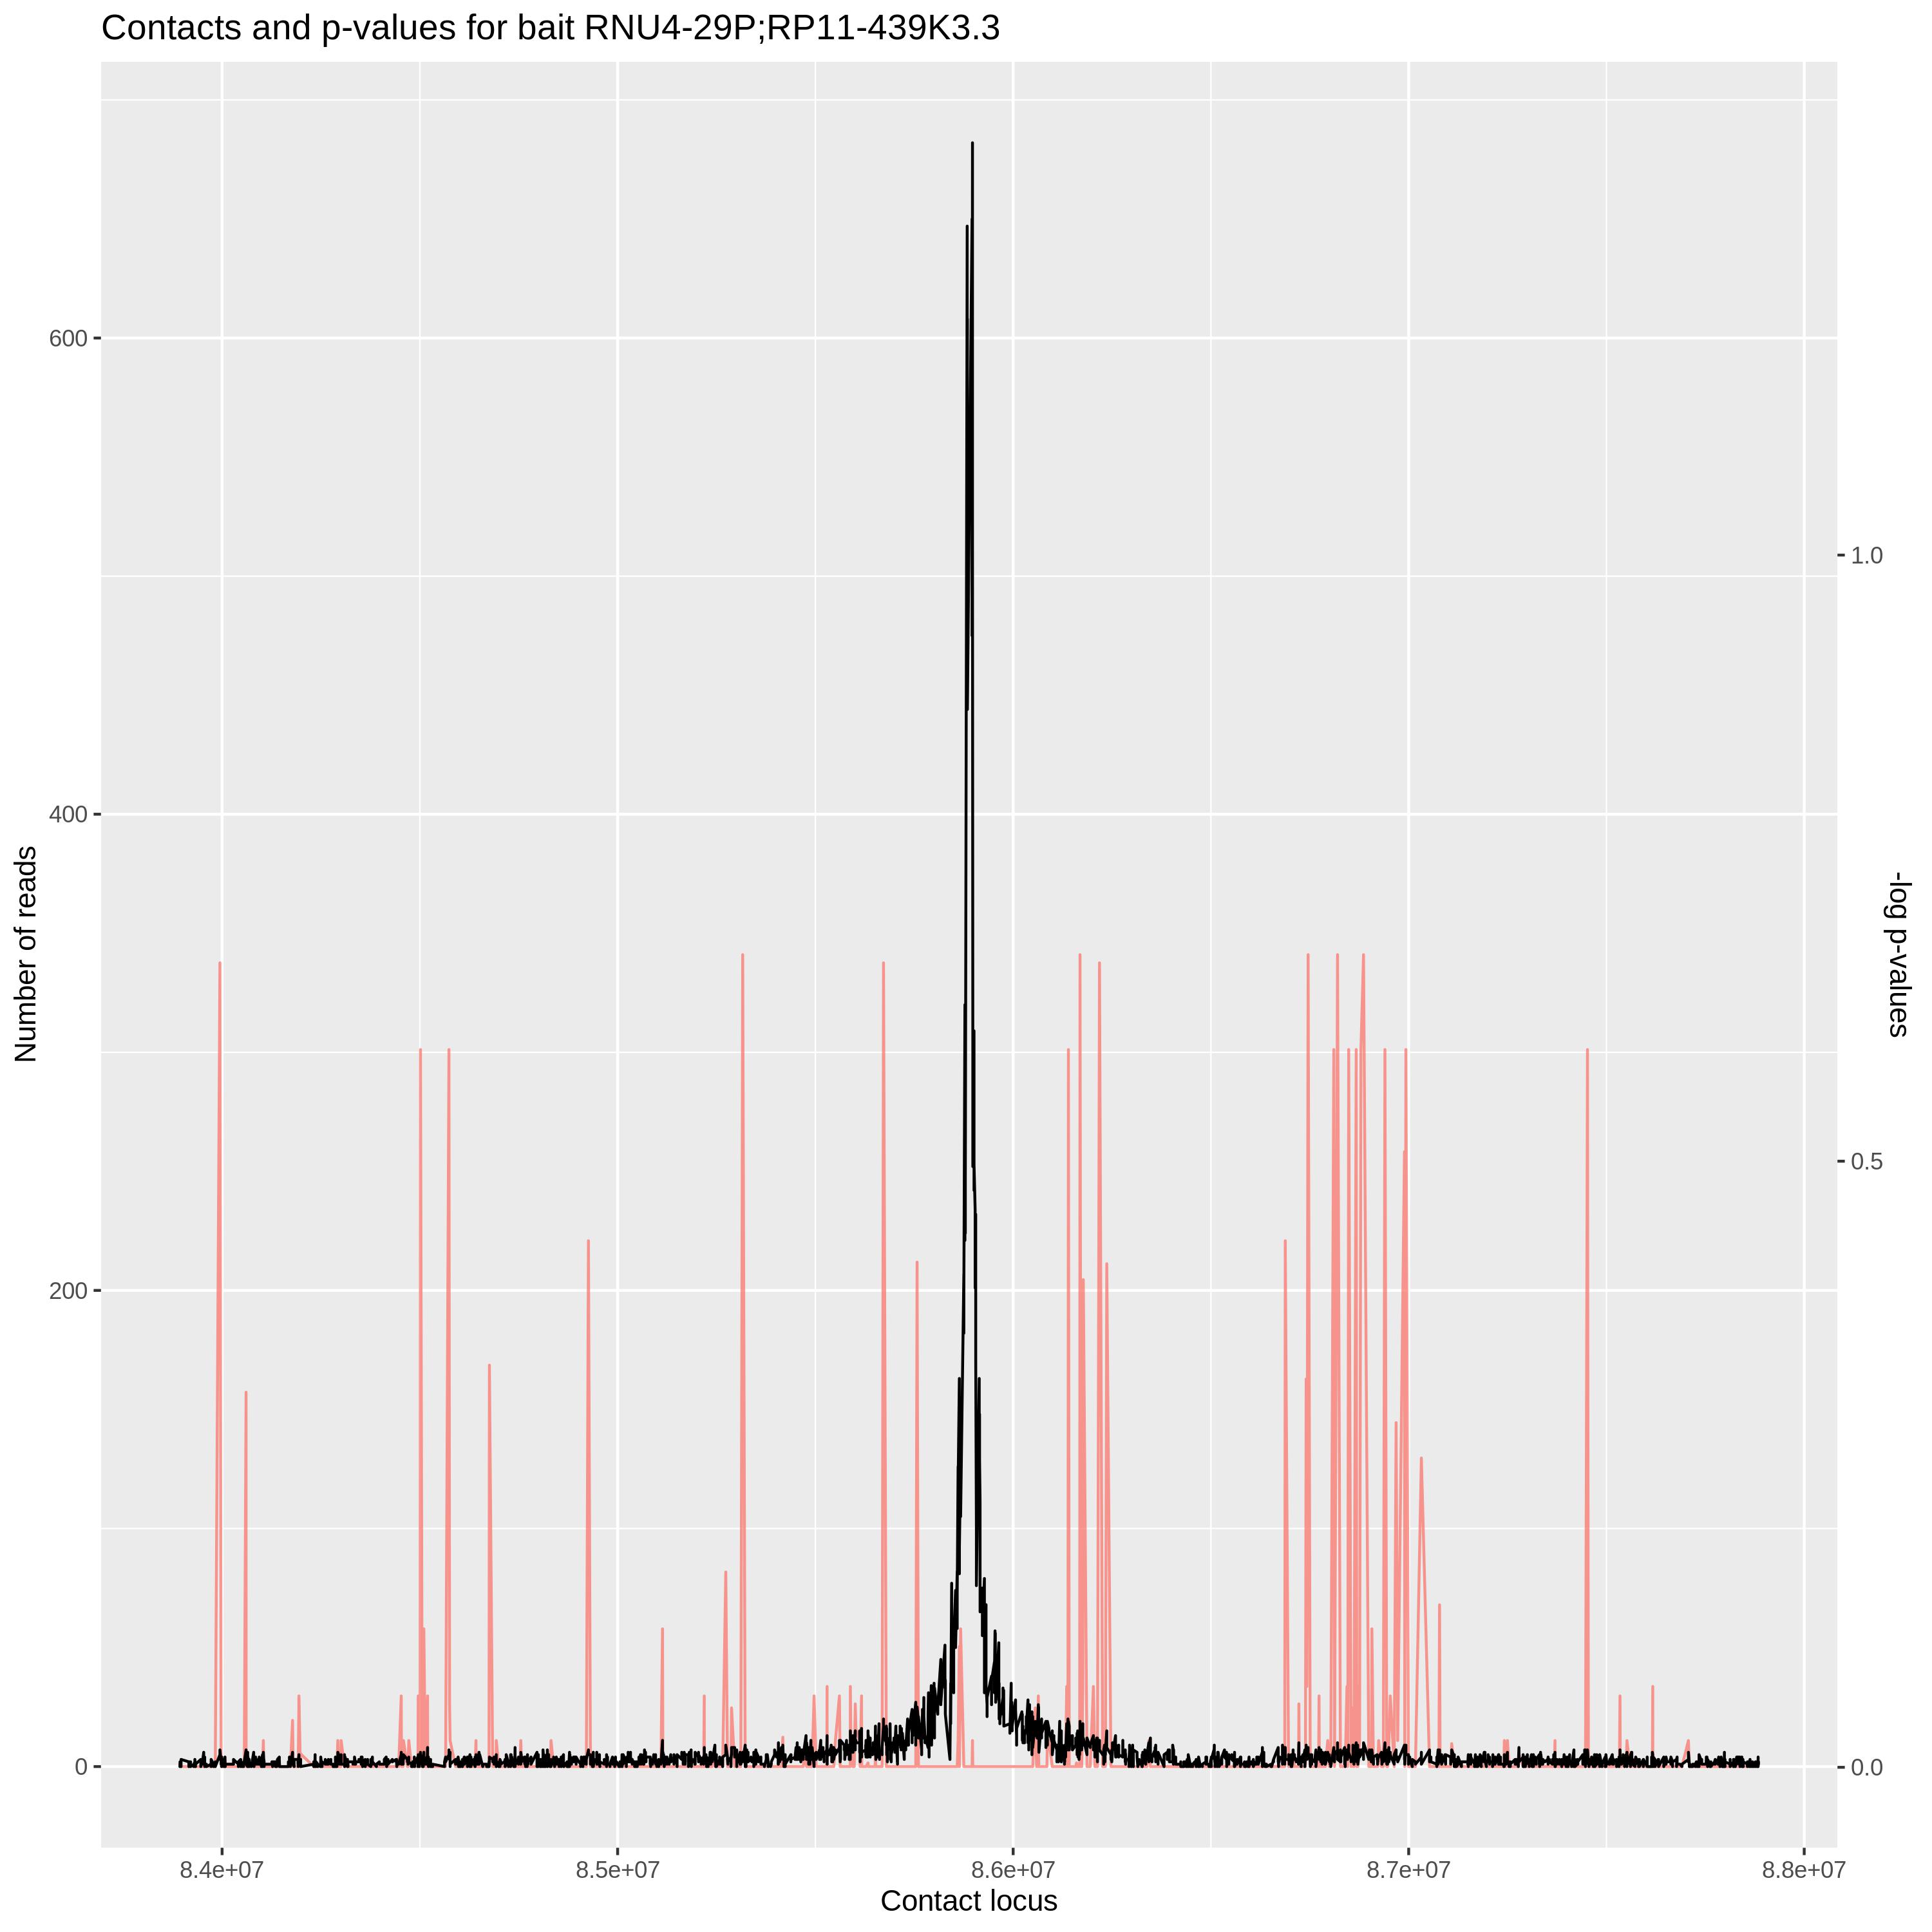 Contacts and p-values for bait RNU4-29P;RP11-439K3.3
Number of reads
600
400
200
0
1.0
0.5
0.0
-log p-values
8.4e+07
8.5e+07
8.6e+07
8.7e+07
8.8e+07
Contact locus